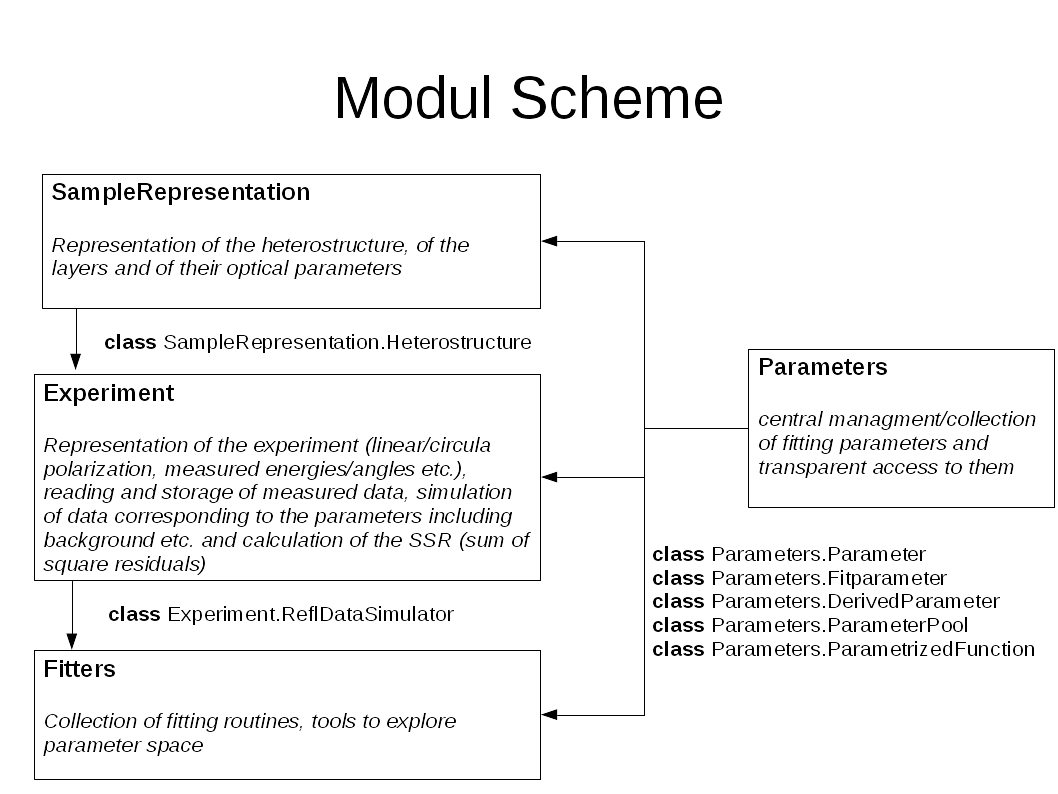 Modul Scheme
SampleRepresentation
Representation of the heterostructure, of the
layers and of their optical parameters
class SampleRepresentation.Heterostructure
Experiment
Representation of the experiment (linear/circula
polarization, measured energies/angles etc.),
reading and storage of measured data, simulation
of data corresponding to the parameters including
background etc. and calculation of the SSR (sum of
square residuals)
class Experiment.ReflDataSimulator
Fitters
Collection of fitting routines, tools to explore
parameter space
Parameters
central managment/collection
of fitting parameters and
transparent access to them
class Parameters.Parameter
class Parameters.Fitparameter
class Parameters.DerivedParameter
class Parameters.ParameterPool
class Parameters.ParametrizedFunction